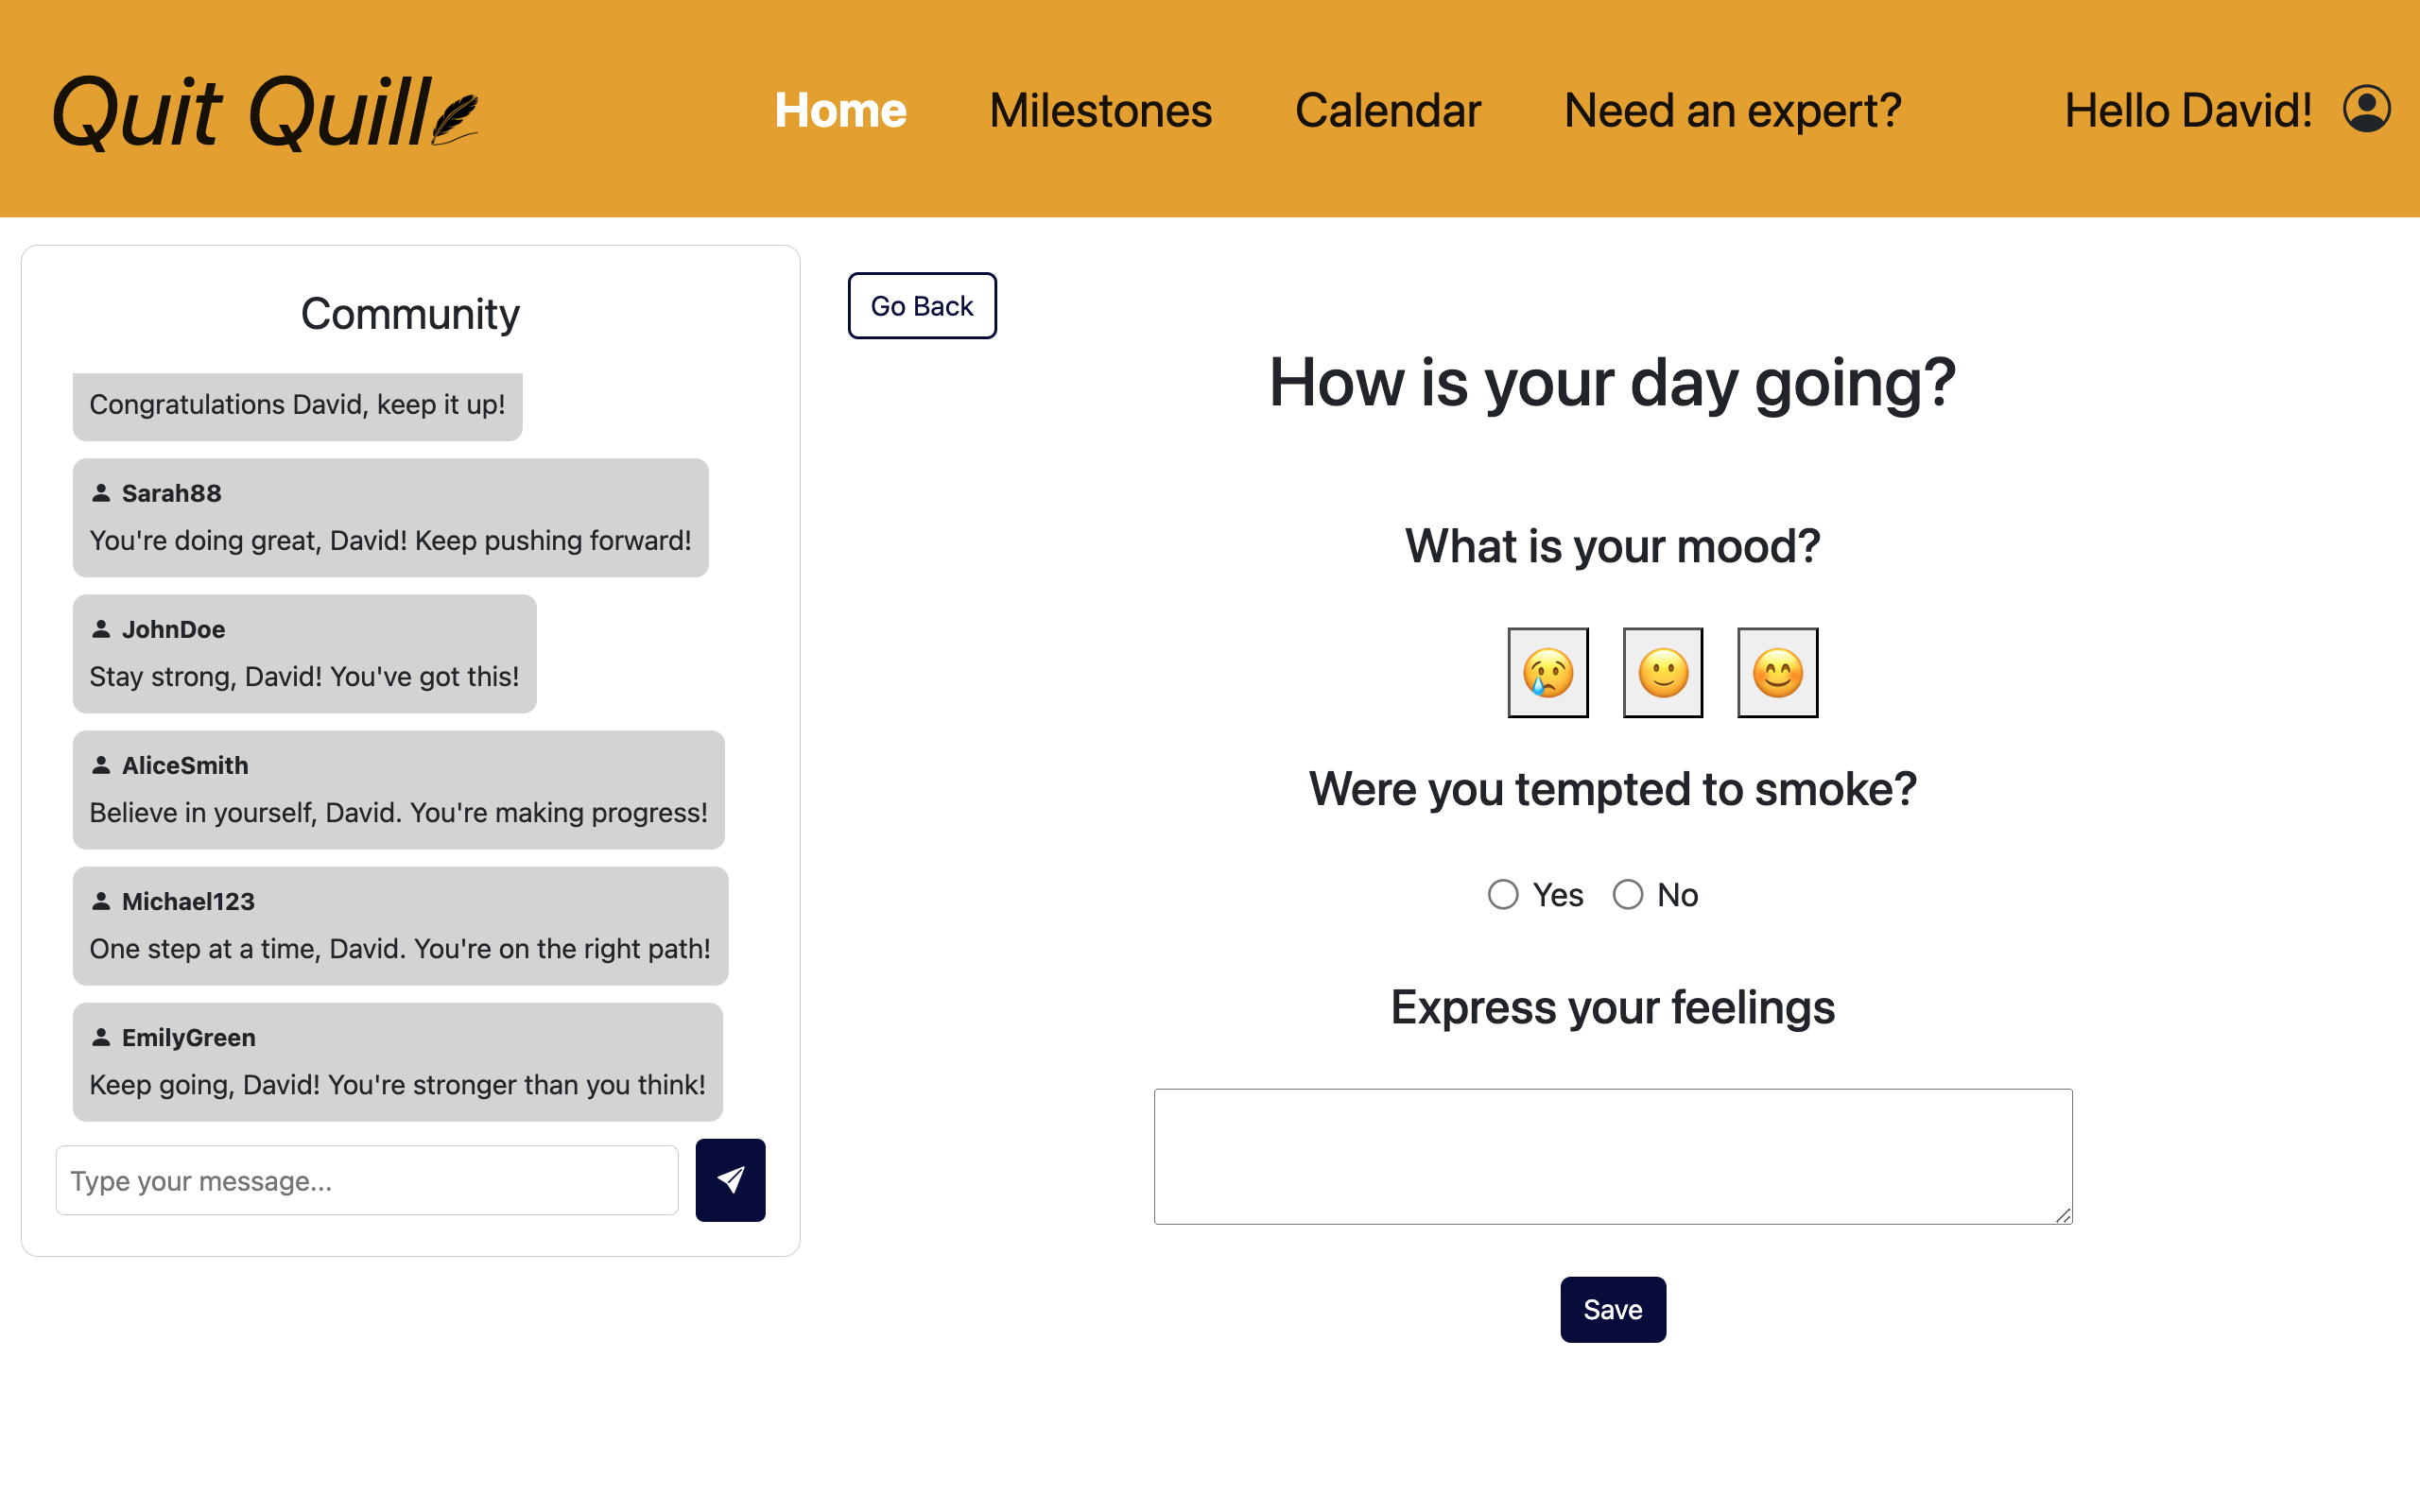 Quit Quill
Home Milestones Calendar Need an expert? Hello David!
Community
Congratulations David, keep it up!
Sarah88
You're doing great, David! Keep pushing forward!
JohnDoe
Stay strong, David! You've got this!
AliceSmith
Believe in yourself, David. You're making progress!
Michael123
One step at a time, David. You're on the right path!
EmilyGreen
Keep going, David! You're stronger than you think!
Type your message...
Go Back
How is your day going?
What is your mood?
Were you tempted to smoke?
Yes No
Express your feelings
Save